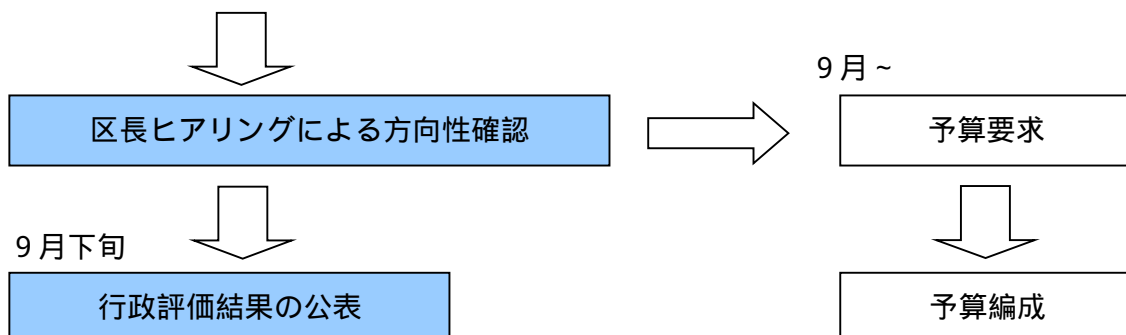 9月~
区長ヒアリングによる方向性確認
予算要求
9月下旬
行政評価結果の公表
予算編成